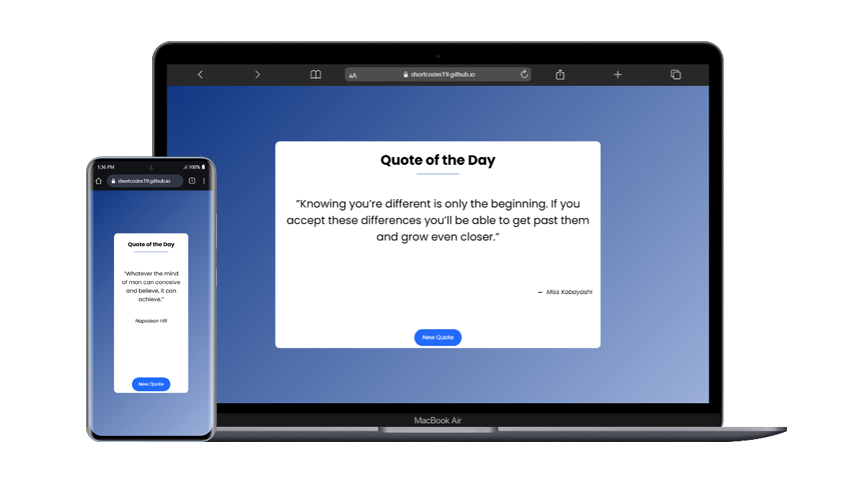 AA shortcodes19.github.io
Quote of the Day
“Knowing you’re different is only the beginning. If you
accept these differences you’ll be able to get past them
and grow even closer.”
— Miss Kobayashi
New Quote
MacBook Air
1:36 PM 100%
shortcodes19.github.io 1
Quote of the Day
“Whatever the mind
of man can conceive
and believe, it can
achieve.”
Napoleon Hill
New Quote